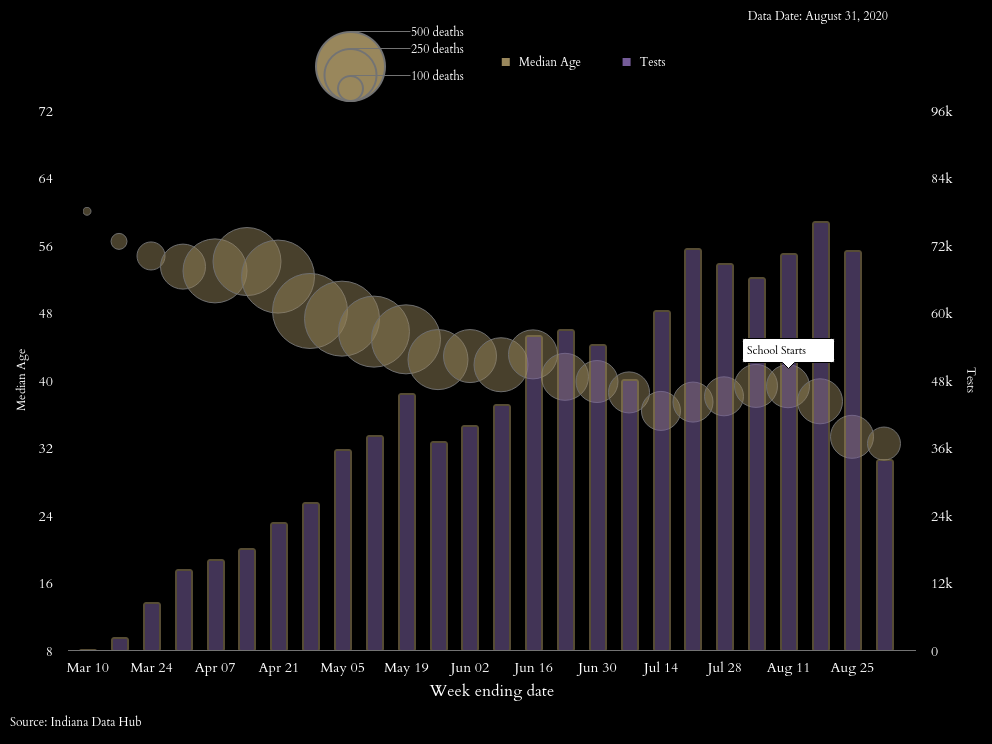 Data Date: August 31, 2020
500 deaths
250 deaths
100 deaths
Median Age
Tests
72
96k
64
84k
56
72k
48
60k
40
48k
32
36k
24
24k
16
12k
8
0
Median Age
Tests
School Starts
Mar 10 Mar 24 Apr 07 Apr 21 May 05 May 19 Jun 02 Jun 16 Jun 30 Jul 14 Jul 28 Aug 11 Aug 25
Week ending date
Source: Indiana Data Hub